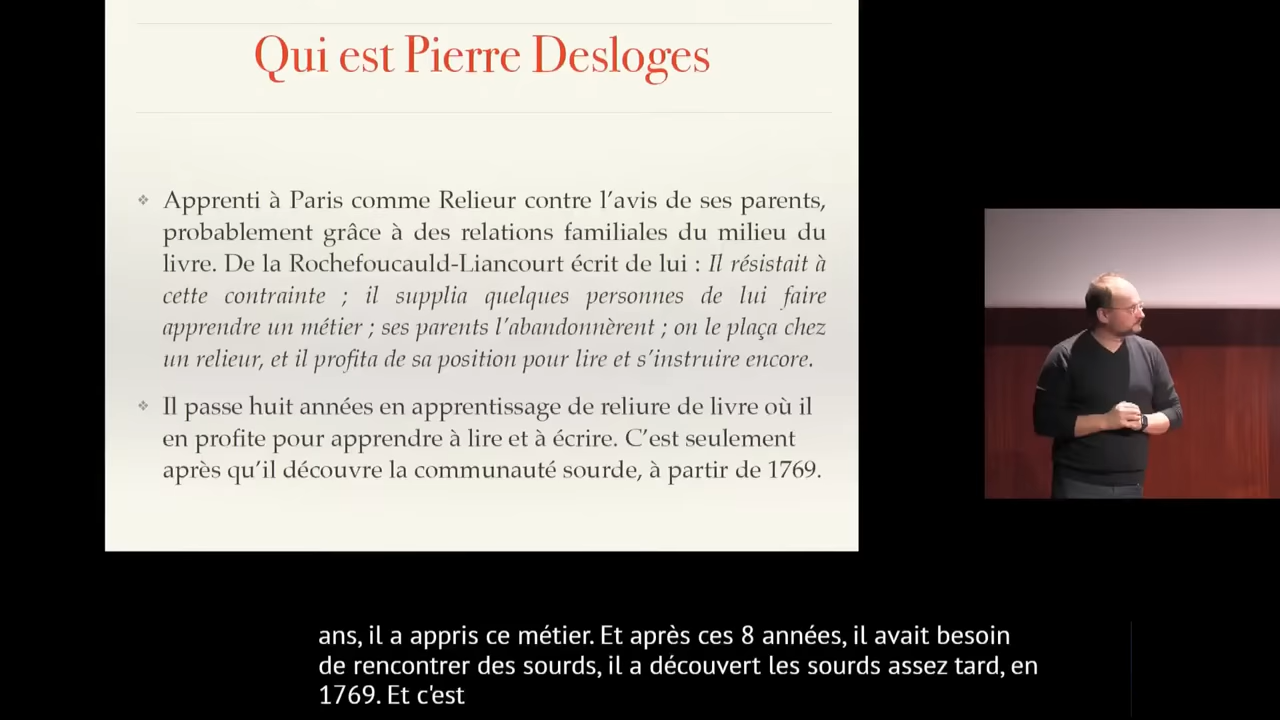 Qui est Pierre Desloges
❖ Apprenti à Paris comme Relieur contre l'avis de ses parents,
probablement grâce à des relations familiales du milieu du
livre. De la Rochefoucauld-Liancourt écrit de lui : Il résistait à
cette contrainte ; il supplia quelques personnes de lui faire
apprendre un métier ; ses parents l'abandonnèrent ; on le plaça chez
un relieur, et il profita de sa position pour lire et s'instruire encore.
❖ Il passe huit années en apprentissage de reliure de livre où il
en profite pour apprendre à lire et à écrire. C'est seulement
après qu'il découvre la communauté sourde, à partir de 1769.
ans, il a appris ce métier. Et après ces 8 années, il avait besoin
de rencontrer des sourds, il a découvert les sourds assez tard, en
1769. Et c'est